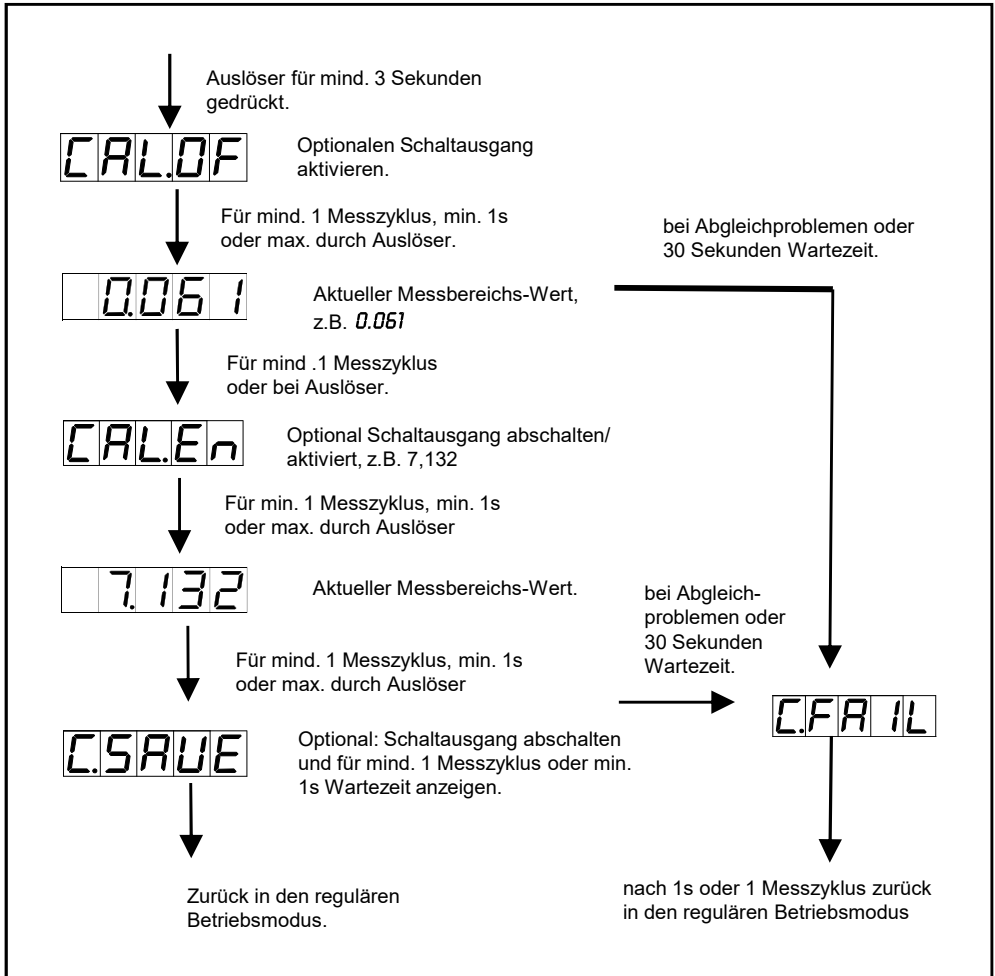 Auslöser für mind. 3 Sekunden
gedrückt.
CAL.OF
Optionalen Schaltausgang
aktivieren.
Für mind. 1 Messzyklus, min. 1s
oder max. durch Auslöser.
bei Abgleichproblemen oder
30 Sekunden Wartezeit.
0.061
Aktueller Messbereichs-Wert,
z.B. 0.061
Für mind .1 Messzyklus
oder bei Auslöser.
CAL.En
Optional Schaltausgang abschalten/
aktiviert, z.B. 7,132
Für min. 1 Messzyklus, min. 1s
oder max. durch Auslöser
7.132
Aktueller Messbereichs-Wert.
bei Abgleich-
problemen oder
30 Sekunden
Wartezeit.
Für mind. 1 Messzyklus, min. 1s
oder max. durch Auslöser
C.FAIL
C.SAVE
Optional: Schaltausgang abschalten
und für mind. 1 Messzyklus oder min.
1s Wartezeit anzeigen.
Zurück in den regulären
Betriebsmodus.
nach 1s oder 1 Messzyklus zurück
in den regulären Betriebsmodus